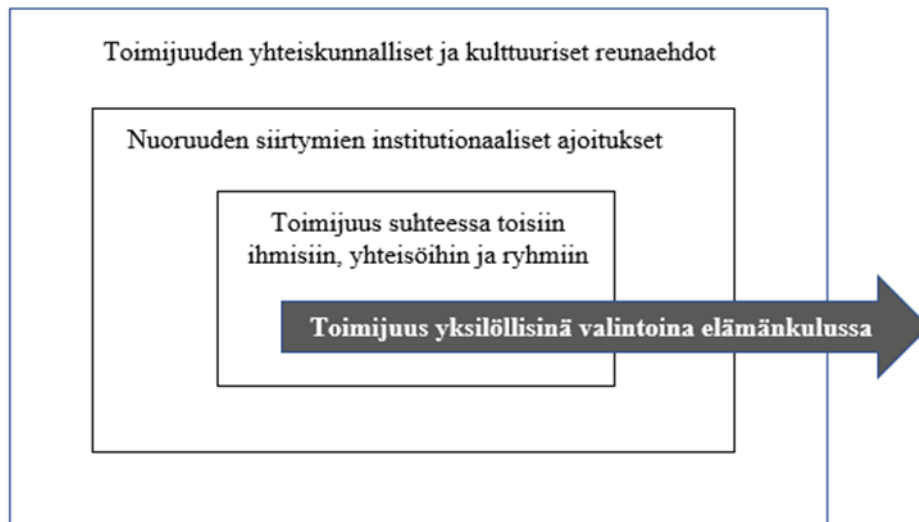 Toimijuuden yhteiskunnalliset ja kulttuuriset reunaehdot
Nuoruuden siirtymien institutionaaliset ajoitukset
Toimijuus suhteessa toisiin
ihmisiin, yhteisöihin ja ryhmiin
Toimijuus yksilöllisinä valintoina elämänkulussa